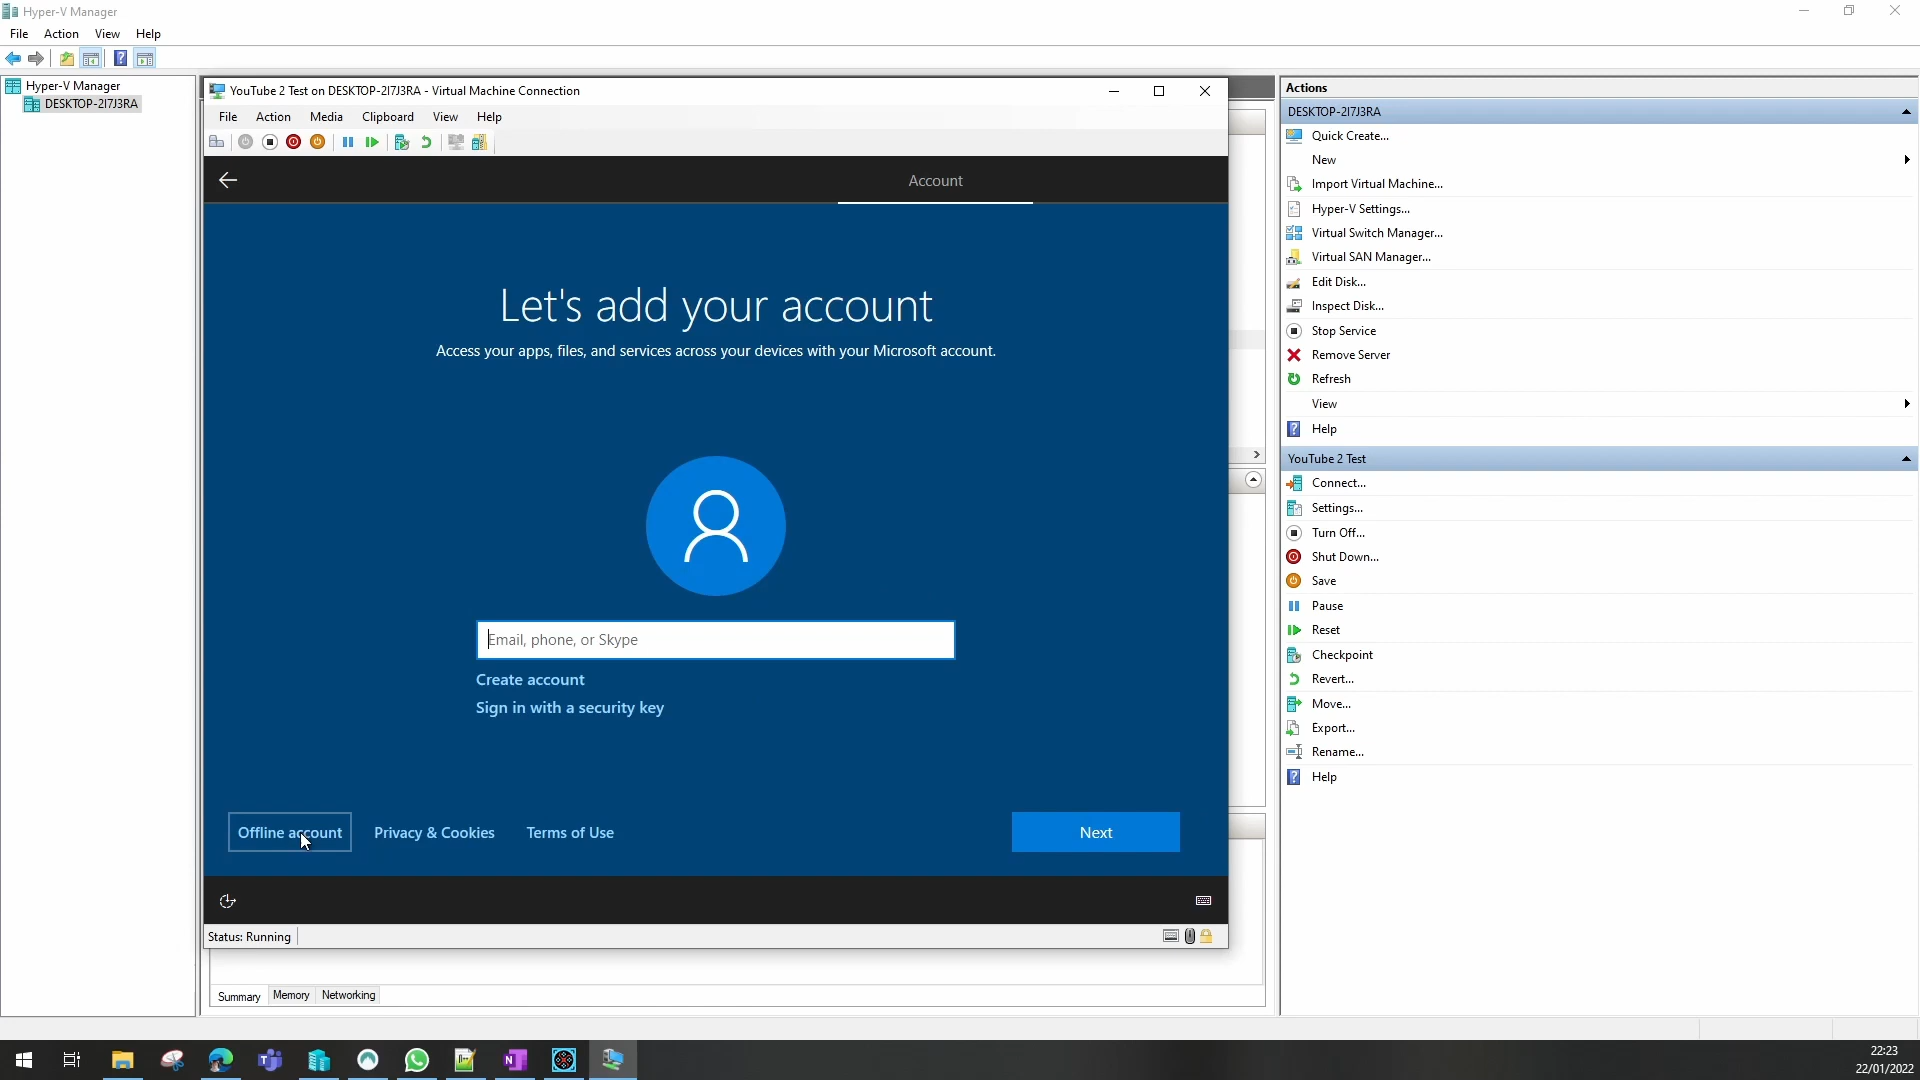 Hyper-V Manager
File Action View Help
Hyper-V Manager
DESKTOP-2I7J3RA
YouTube 2 Test on DESKTOP-2I7J3RA - Virtual Machine Connection
File Action Media Clipboard View Help
Account
Let's add your account
Access your apps, files, and services across your devices with your Microsoft account.
Email, phone, or Skype
Create account
Sign in with a security key
Offline account Privacy & Cookies Terms of Use Next
Status: Running
Summary Memory Networking
Actions
DESKTOP-2I7J3RA
Quick Create...
New
Import Virtual Machine...
Hyper-V Settings...
Virtual Switch Manager...
Virtual SAN Manager...
Edit Disk...
Inspect Disk...
Stop Service
Remove Server
Refresh
View
Help
YouTube 2 Test
Connect...
Settings...
Turn Off...
Shut Down...
Save
Pause
Reset
Checkpoint
Revert...
Move...
Export...
Rename...
Help
22:23
22/01/2022